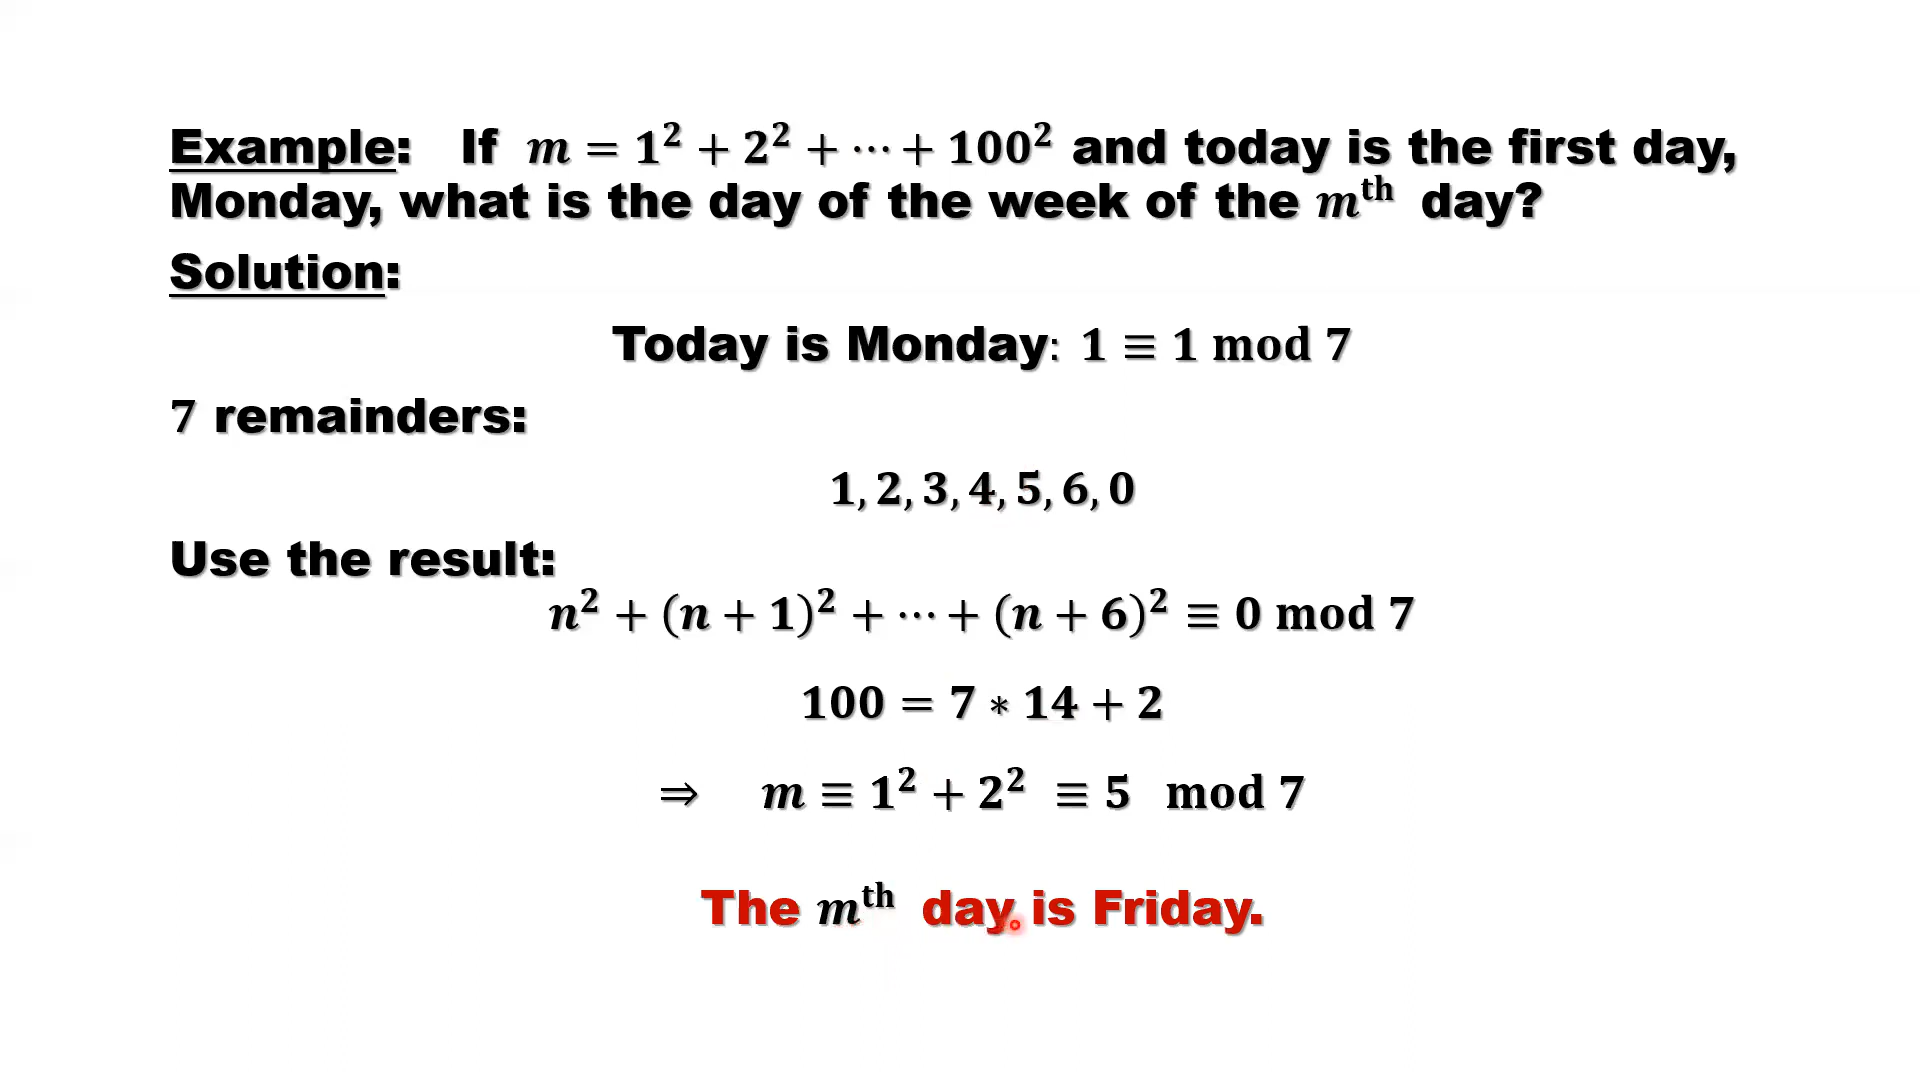 Example: If m = 1² + 2² + ⋯ + 100² and today is the first day,
Monday, what is the day of the week of the mᵗʰ day?
Solution:
Today is Monday: 1 ≡ 1 mod 7
7 remainders:
1, 2, 3, 4, 5, 6, 0
Use the result:
n² + (n + 1)² + ⋯ + (n + 6)² ≡ 0 mod 7
100 = 7 ∗ 14 + 2
⇒ m ≡ 1² + 2² ≡ 5 mod 7
The mᵗʰ day is Friday.